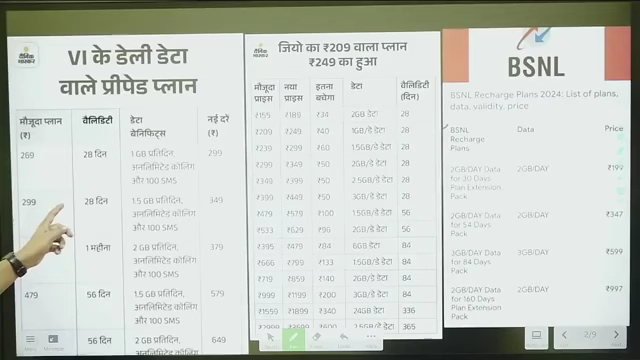 दैनिक भास्कर
VI के डेली डेटा
वाले प्रीपेड प्लान
मौजूदा प्लान (₹) वैलिडिटी डेटा बेनिफिट्स नई दरें (₹)
269 28 दिन 1 GB प्रतिदिन, अनलिमिटेड कॉलिंग और 100 SMS 299
299 28 दिन 1.5 GB प्रतिदिन, अनलिमिटेड कॉलिंग और 100 SMS 349
1 महीना 2 GB प्रतिदिन, अनलिमिटेड कॉलिंग और 100 SMS 379
479 56 दिन 1.5 GB प्रतिदिन, अनलिमिटेड कॉलिंग और 100 SMS 579
56 दिन 2 GB प्रतिदिन, 649
दैनिक भास्कर
जियो का ₹209 वाला प्लान
₹249 का हुआ
मौजूदा प्राइस नया प्राइस इतना बचेगा डेटा वैलिडिटी (दिन)
₹155 ₹189 ₹34 2GB डेटा 28
₹209 ₹249 ₹40 1GB/डे डेटा 28
₹239 ₹299 ₹60 1.5GB/डे डेटा 28
₹299 ₹349 ₹50 2GB/डे डेटा 28
₹349 ₹399 ₹50 2.5GB/डे डेटा 28
₹399 ₹449 ₹50 3GB/डे डेटा 28
₹479 ₹579 ₹100 1.5GB/डे डेटा 56
₹533 ₹629 ₹96 2GB/डे डेटा 56
₹395 ₹479 ₹84 6GB डेटा 84
₹666 ₹799 ₹133 1.5GB/डे डेटा 84
₹719 ₹859 ₹140 2GB/डे डेटा 84
₹999 ₹1199 ₹200 3GB/डे डेटा 84
₹1559 ₹1899 ₹340 24GB डेटा 336
365
BSNL
BSNL Recharge Plans 2024: List of plans,
data, validity, price
BSNL Recharge Plans Data Price
2GB/DAY Data for 30 Days Plan Extension Pack 2GB/DAY ₹199
2GB/DAY Data for 54 Days Pack 2GB/DAY ₹347
3GB/DAY Data for 84 Days Pack 3GB/DAY ₹599
2GB/DAY Data for 160 Days Plan Extension Pack 2GB/DAY ₹997
2/9